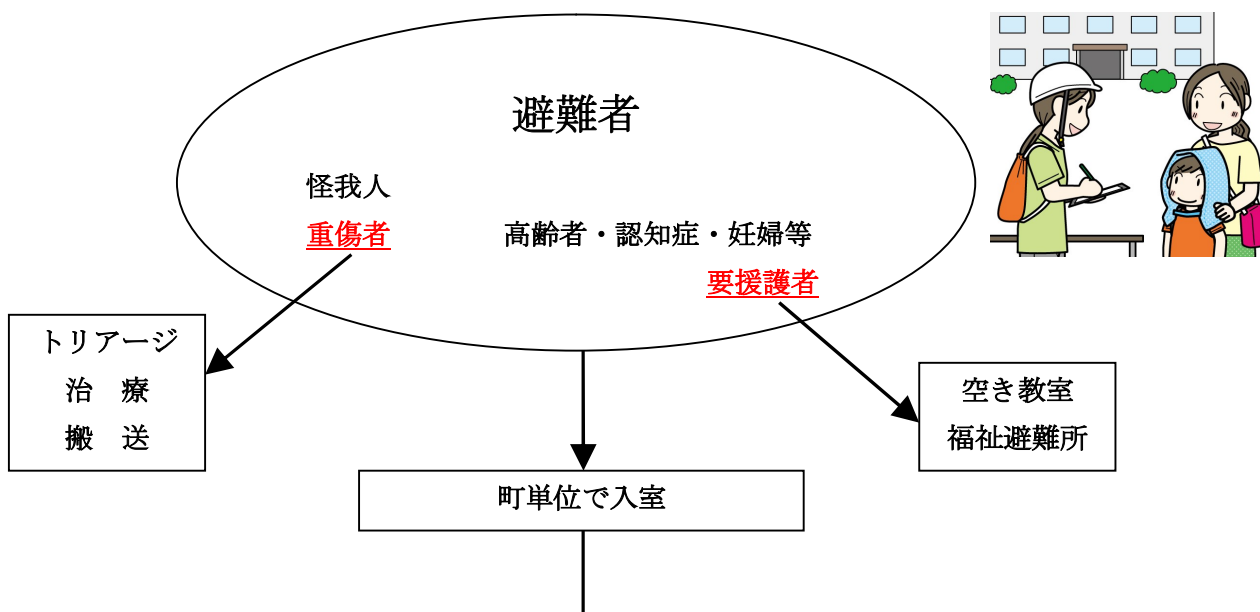 避難者
怪我人
重傷者
高齢者・認知症・妊婦等
要援護者
トリアージ
治　療
搬　送
空き教室
福祉避難所
町単位で入室